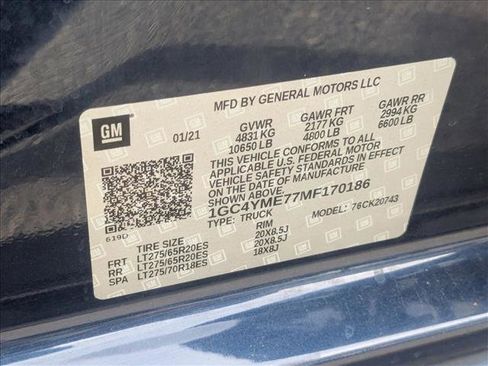 MFD BY GENERAL MOTORS LLC
GM
01/21
GVWR GAWR FRT GAWR RR
4831 KG 2177 KG 2994 KG
10650 LB 4800 LB 6600 LB
THIS VEHICLE CONFORMS TO ALL
APPLICABLE U.S. FEDERAL MOTOR
VEHICLE SAFETY STANDARDS IN EFFECT
ON THE DATE OF MANUFACTURE
SHOWN ABOVE.
1GC4YME77MF170186
TYPE: TRUCK MODEL: 76CK20743
619D
TIRE SIZE RIM
FRT LT275/65R20ES 20X8.5J
RR LT275/65R20ES 20X8.5J
SPA LT275/70R18ES 18X8J